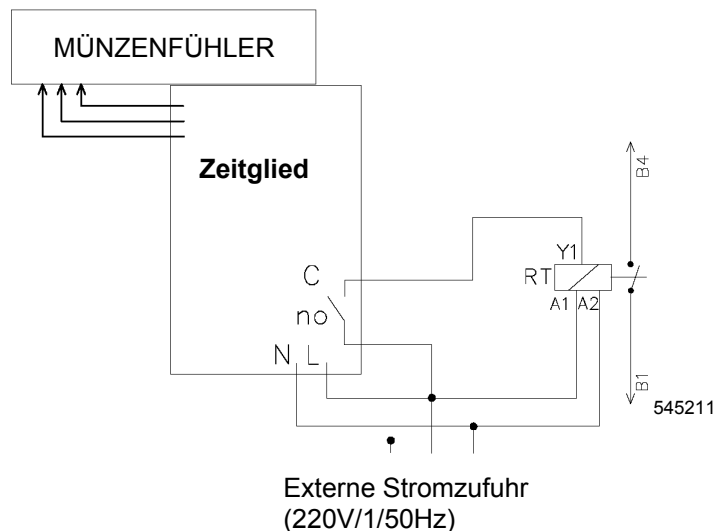 MÜNZENFÜHLER
Zeitglied
B4
Y1
RT
A1 A2
C
no
N L
B1
545211
Externe Stromzufuhr
(220V/1/50Hz)